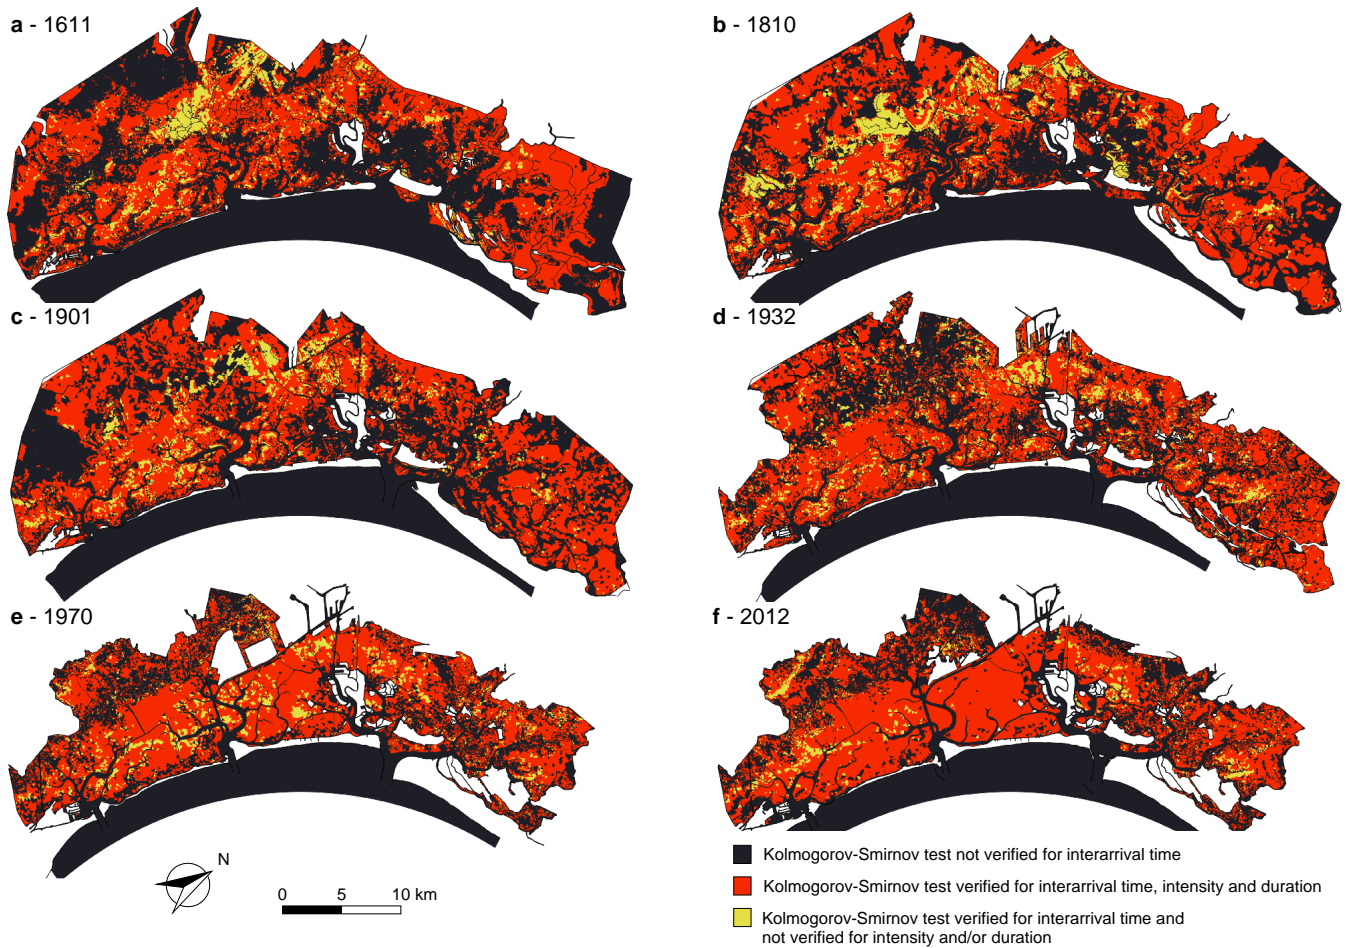 a - 1611
b - 1810
c - 1901
d - 1932
e - 1970
f - 2012
N
0 5 10 km
Kolmogorov-Smirnov test not verified for interarrival time
Kolmogorov-Smirnov test verified for interarrival time, intensity and duration
Kolmogorov-Smirnov test verified for interarrival time and
not verified for intensity and/or duration